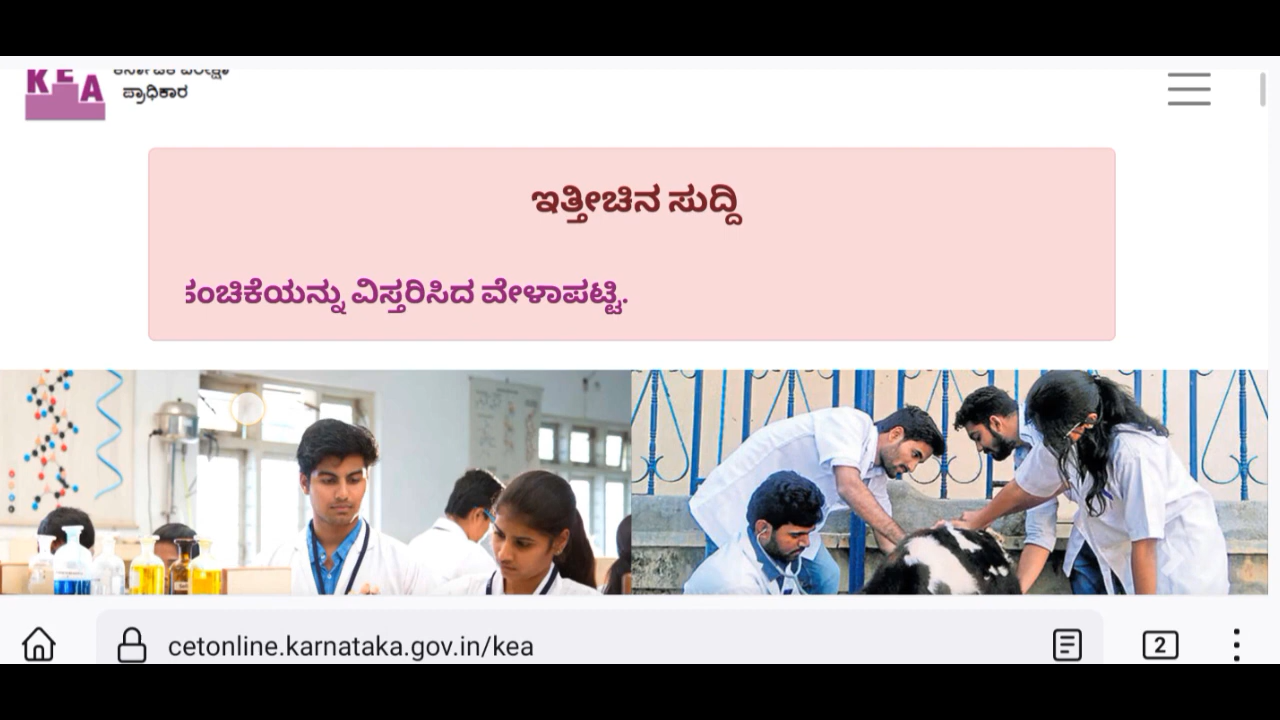 KEA
ಪ್ರಾಧಿಕಾರ
ಇತ್ತೀಚಿನ ಸುದ್ದಿ
ಸಂಚಿಕೆಯನ್ನು ವಿಸ್ತರಿಸಿದ ವೇಳಾಪಟ್ಟಿ.
cetonline.karnataka.gov.in/kea
2